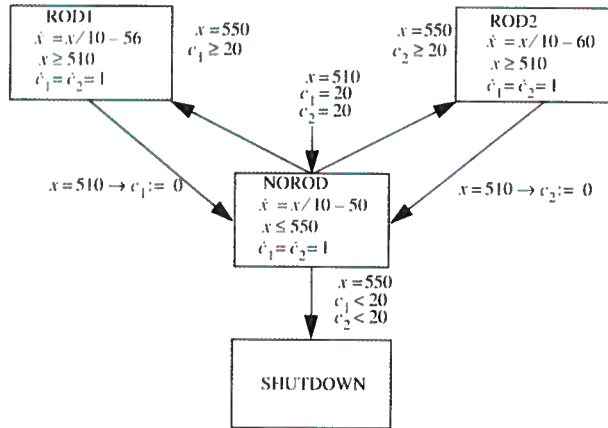 ROD1
ẋ = x/10 – 56
x ≥ 510
ċ₁ = ċ₂ = 1
x = 550
c₁ ≥ 20
x = 510
c₁ = 20
c₂ = 20
x = 550
c₂ ≥ 20
ROD2
ẋ = x/10 – 60
x ≥ 510
ċ₁ = ċ₂ = 1
x = 510 → c₁ := 0
NOROD
ẋ = x/10 – 50
x ≤ 550
ċ₁ = ċ₂ = 1
x = 510 → c₂ := 0
x = 550
c₁ < 20
c₂ < 20
SHUTDOWN